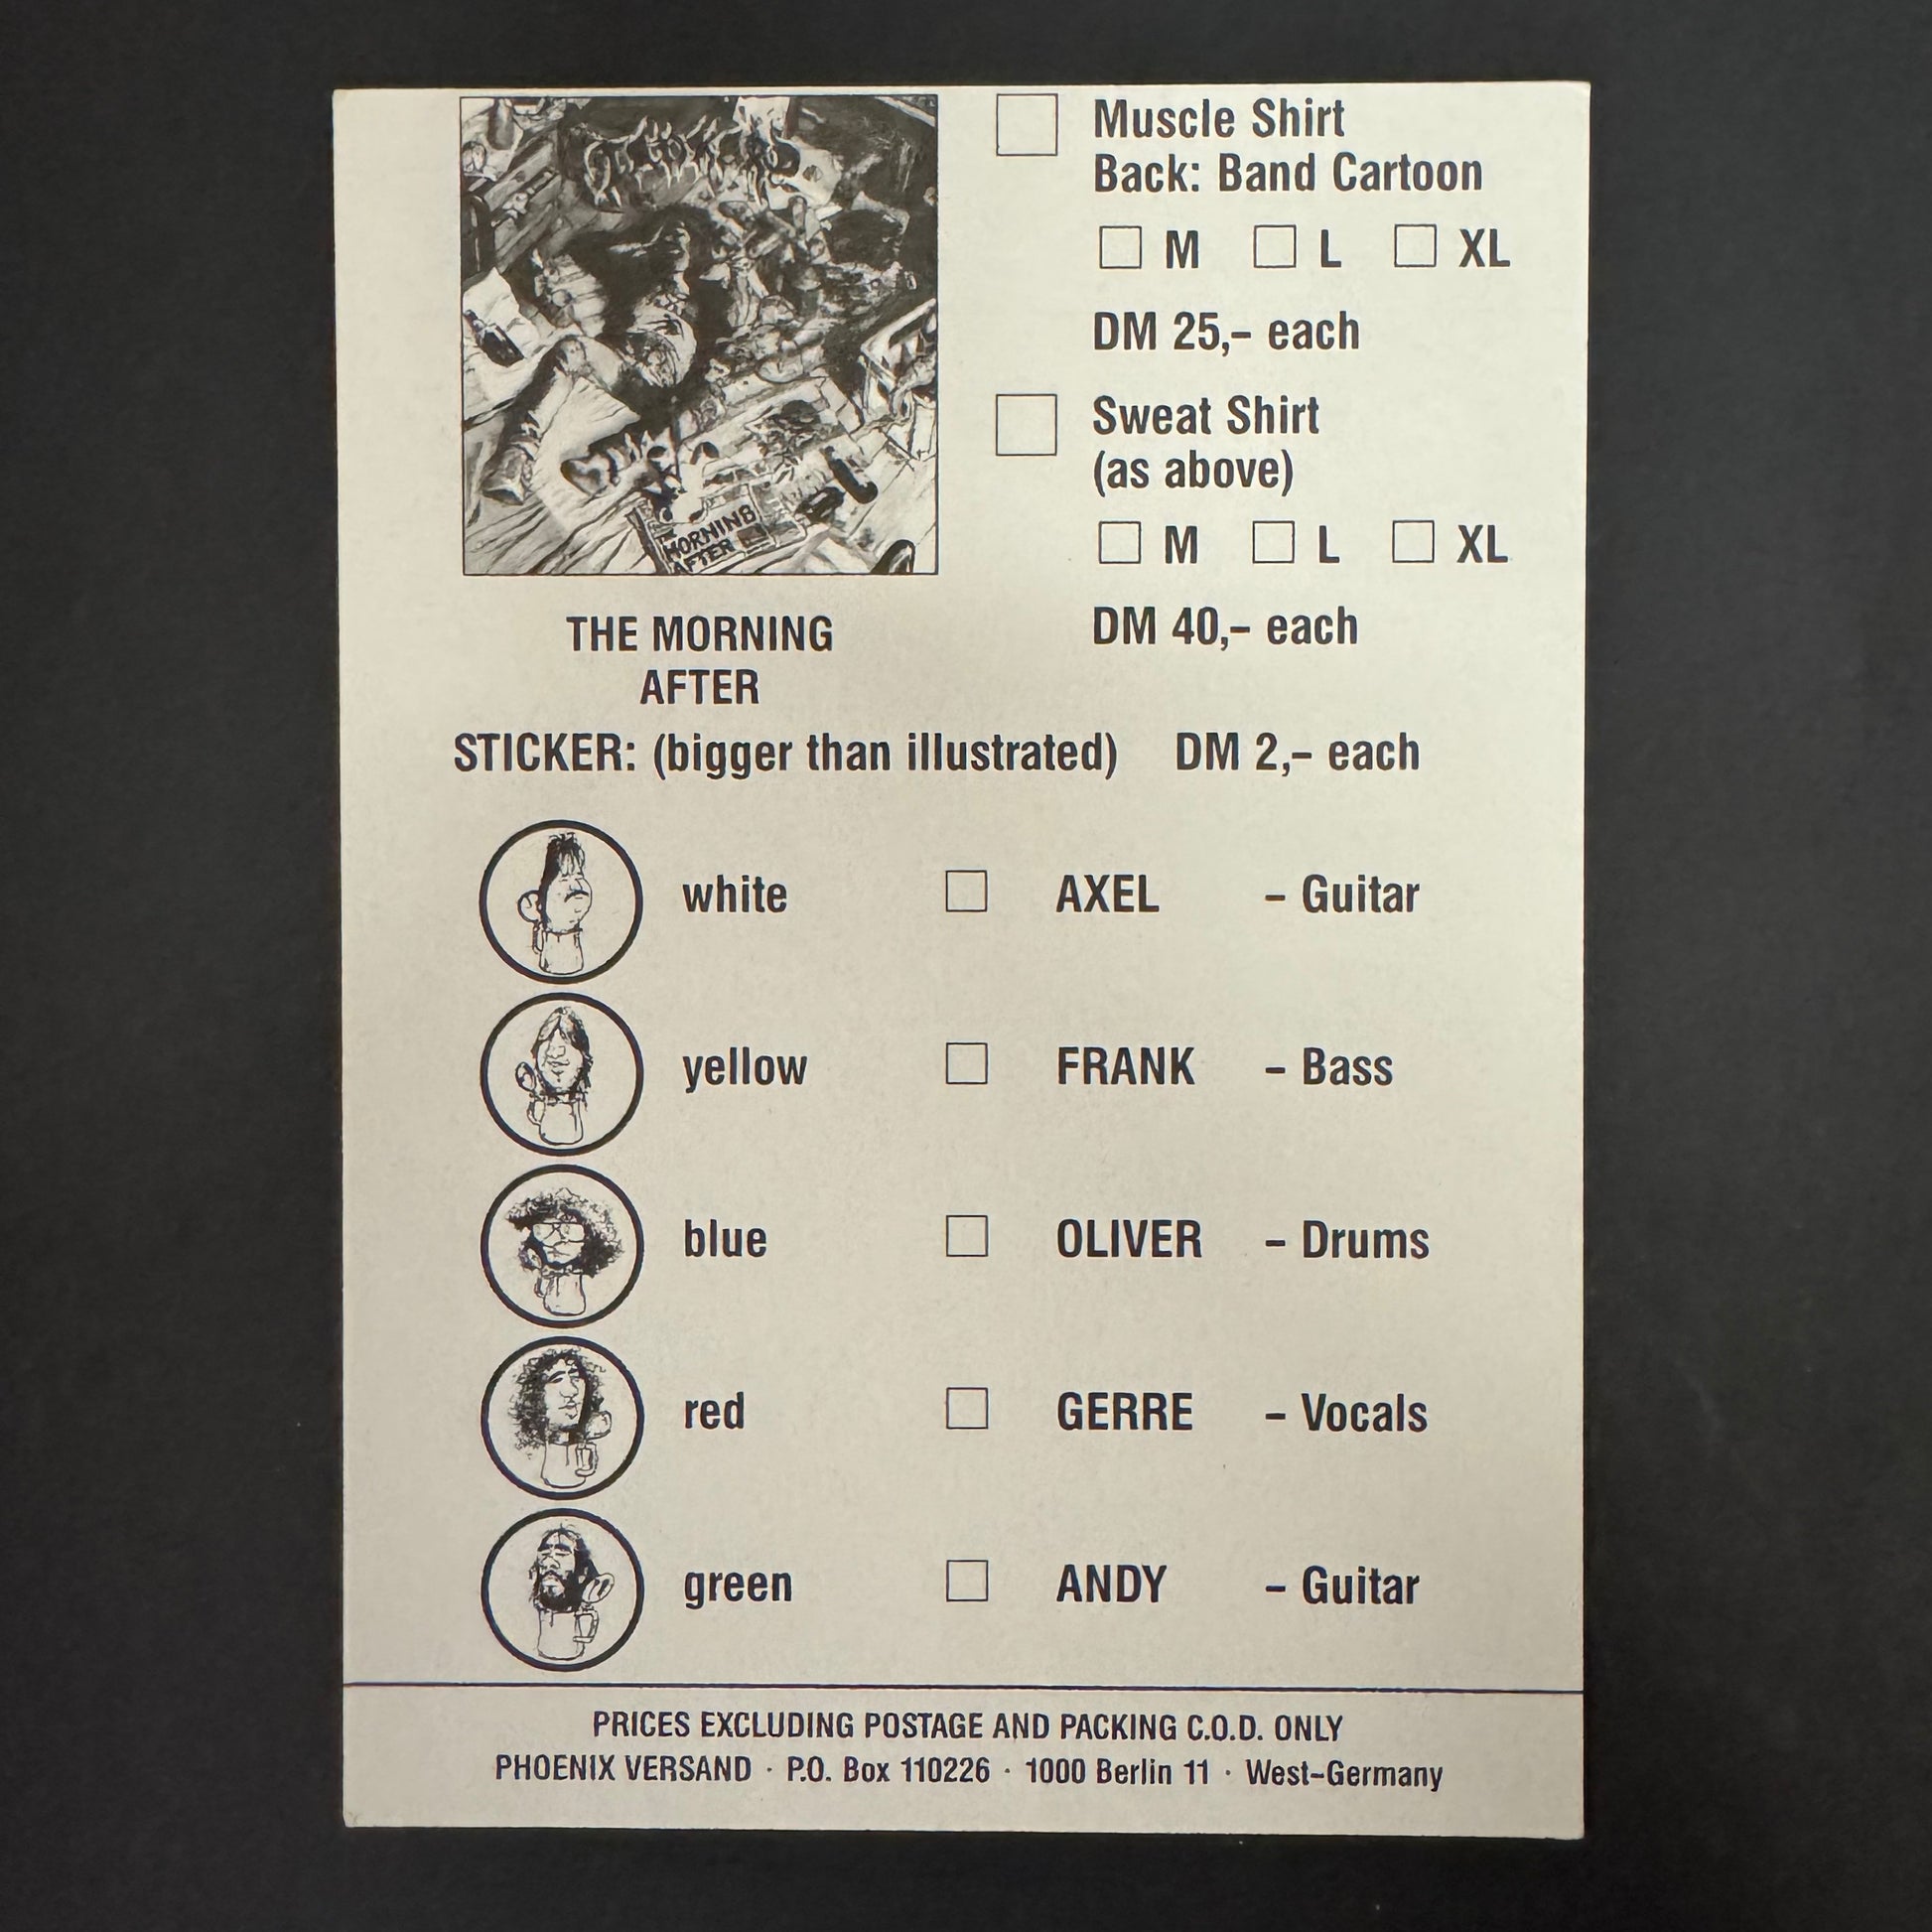 Muscle Shirt
Back: Band Cartoon
M L XL
DM 25,– each
Sweat Shirt
(as above)
M L XL
DM 40,– each
MORNING
AFTER
THE MORNING
AFTER
STICKER: (bigger than illustrated) DM 2,– each
white AXEL – Guitar
yellow FRANK – Bass
blue OLIVER – Drums
red GERRE – Vocals
green ANDY – Guitar
PRICES EXCLUDING POSTAGE AND PACKING C.O.D. ONLY
PHOENIX VERSAND · P.O. Box 110226 · 1000 Berlin 11 · West–Germany